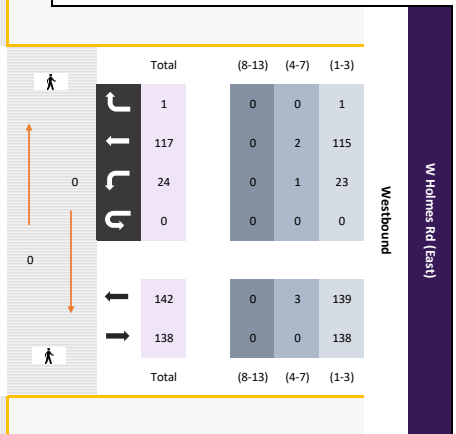 Total (8-13) (4-7) (1-3)
1 0 0 1
117 0 2 115
0 24 0 1 23
0 0 0 0
0
142 0 3 139
138 0 0 138
Total (8-13) (4-7) (1-3)
Westbound
W Holmes Rd (East)